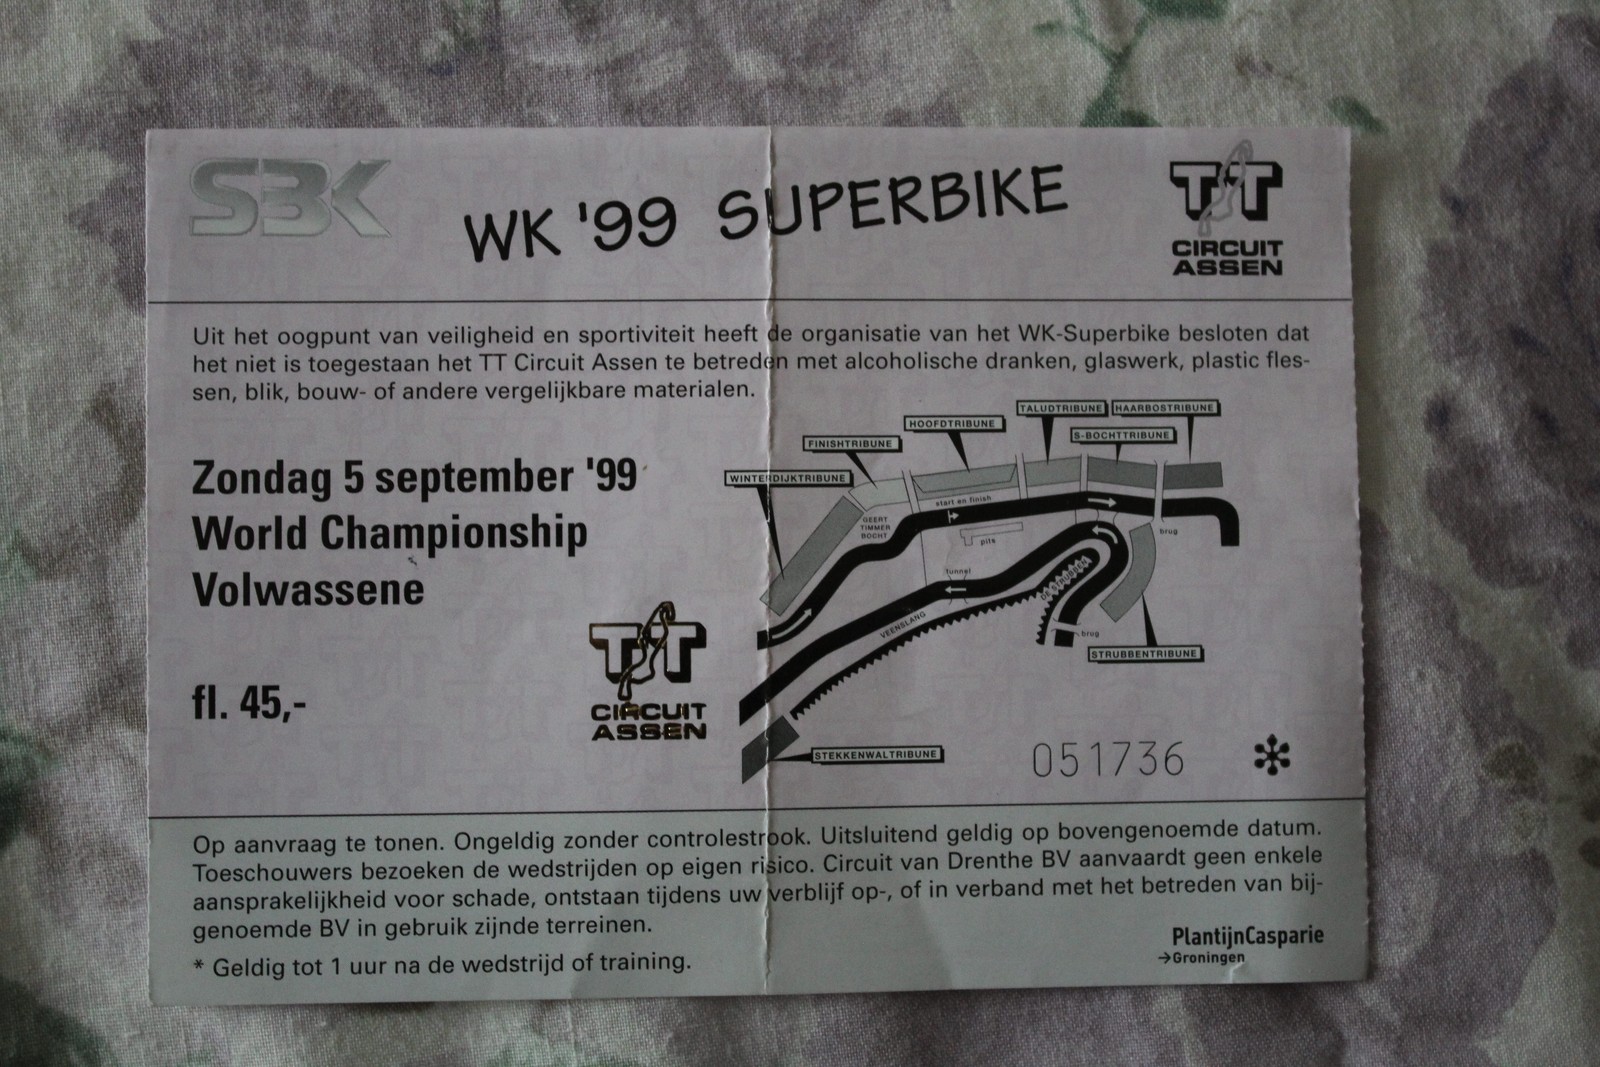 SBK
WK '99 SUPERBIKE
TT
CIRCUIT
ASSEN
Uit het oogpunt van veiligheid en sportiviteit heeft de organisatie van het WK-Superbike besloten dat
het niet is toegestaan het TT Circuit Assen te betreden met alcoholische dranken, glaswerk, plastic fles-
sen, blik, bouw- of andere vergelijkbare materialen.
Zondag 5 september '99
World Championship
Volwassene
fl. 45,-
TT
CIRCUIT
ASSEN
TALUDTRIBUNE
HAARBOSTRIBUNE
HOOFDTRIBUNE
S-BOCHTTRIBUNE
FINISHTRIBUNE
WINTERDIJKTRIBUNE
start en finish
GEERT
TIMMER
BOCHT
pits
brug
tunnel
DE STRUBBEN
VEENSLANG
brug
STRUBBENTRIBUNE
STEKKENWALTRIBUNE
051736
Op aanvraag te tonen. Ongeldig zonder controlestrook. Uitsluitend geldig op bovengenoemde datum.
Toeschouwers bezoeken de wedstrijden op eigen risico. Circuit van Drenthe BV aanvaardt geen enkele
aansprakelijkheid voor schade, ontstaan tijdens uw verblijf op-, of in verband met het betreden van bij-
genoemde BV in gebruik zijnde terreinen.
* Geldig tot 1 uur na de wedstrijd of training.
PlantijnCasparie
→Groningen